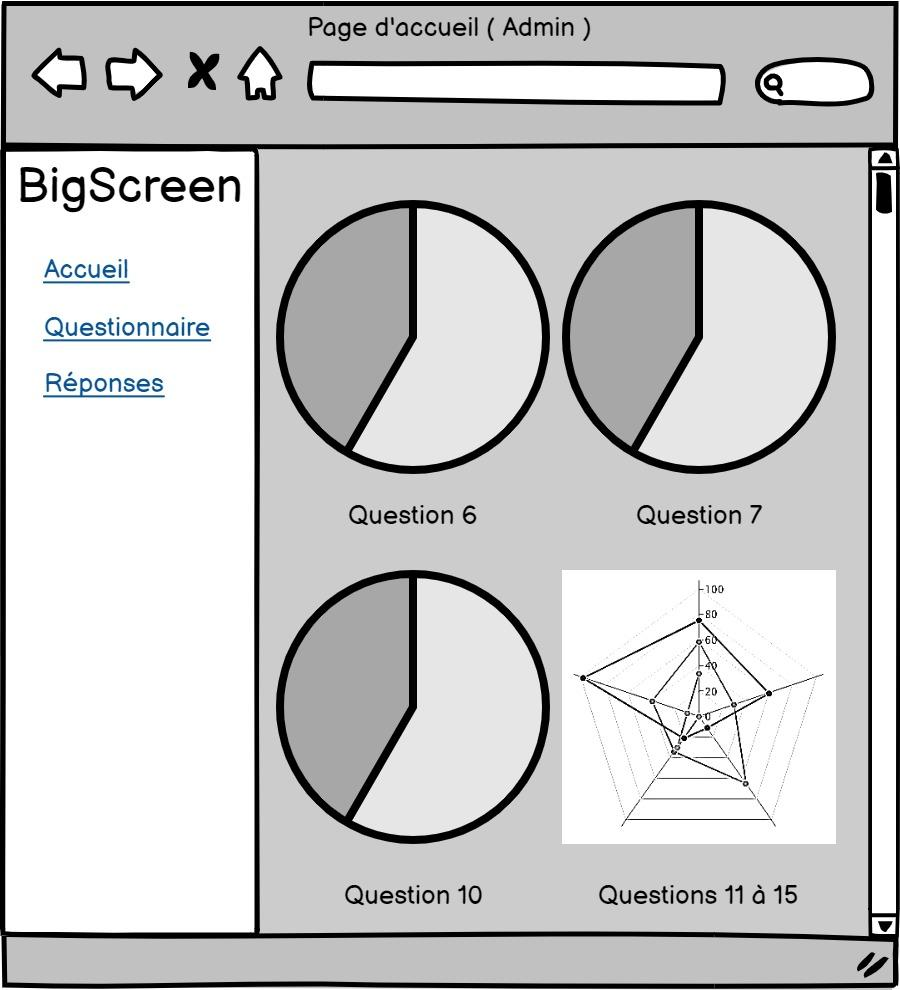 Page d'accueil ( Admin )
BigScreen
Accueil
Questionnaire
Réponses
Question 6
Question 7
100
80
60
40
20
0
Question 10
Questions 11 à 15